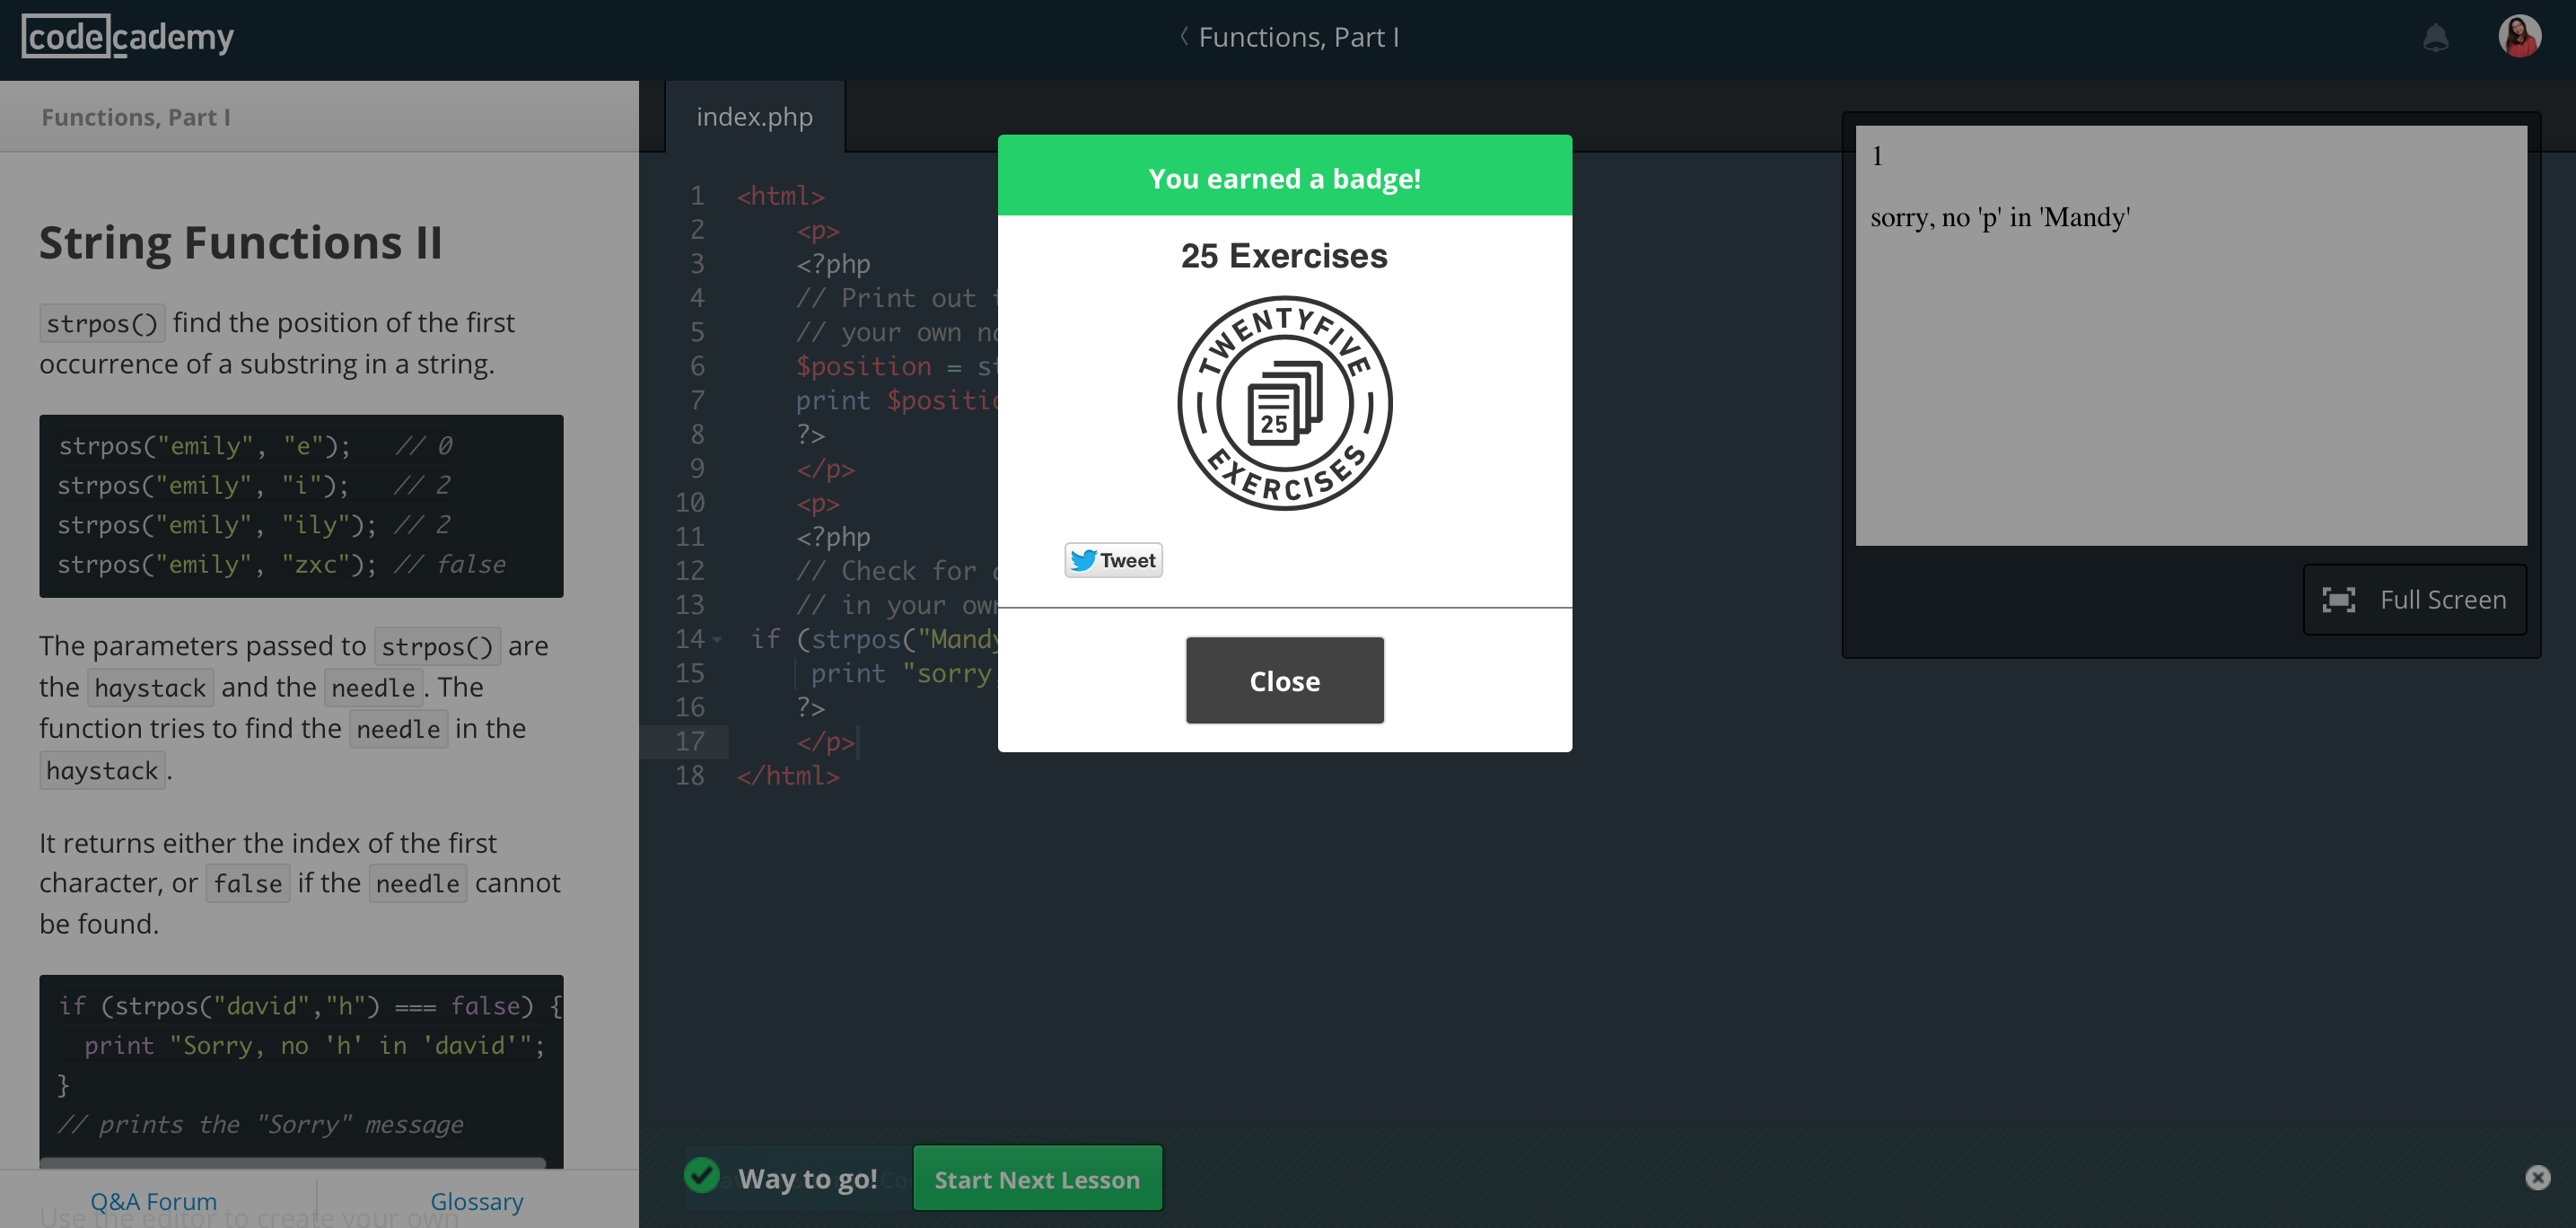 codecademy
Functions, Part I
Functions, Part I
String Functions II
strpos() find the position of the first
occurrence of a substring in a string.
strpos("emily", "e");   // 0
strpos("emily", "i");   // 2
strpos("emily", "ily"); // 2
strpos("emily", "zxc"); // false
The parameters passed to strpos() are
the haystack and the needle. The
function tries to find the needle in the
haystack.
It returns either the index of the first
character, or false if the needle cannot
be found.
if (strpos("david","h") === false) {
print "Sorry, no 'h' in 'david'";
}
// prints the "Sorry" message
Use the editor to create your own
Q&A Forum
Glossary
index.php
1 <html>
2 <p>
3 <?php
4 // Print out
5 // your own
6 $position =
7 print
8 ?>
9 </p>
10 <p>
11 <?php
12 // Check for
13 // in your
14 if (strpos("Mandy
15 print "sorry
16 ?>
17 </p>
18 </html>
You earned a badge!
25 Exercises
TWENTYFIVE
25
EXERCISES
Tweet
Close
1
sorry, no 'p' in 'Mandy'
Full Screen
Way to go!
Start Next Lesson